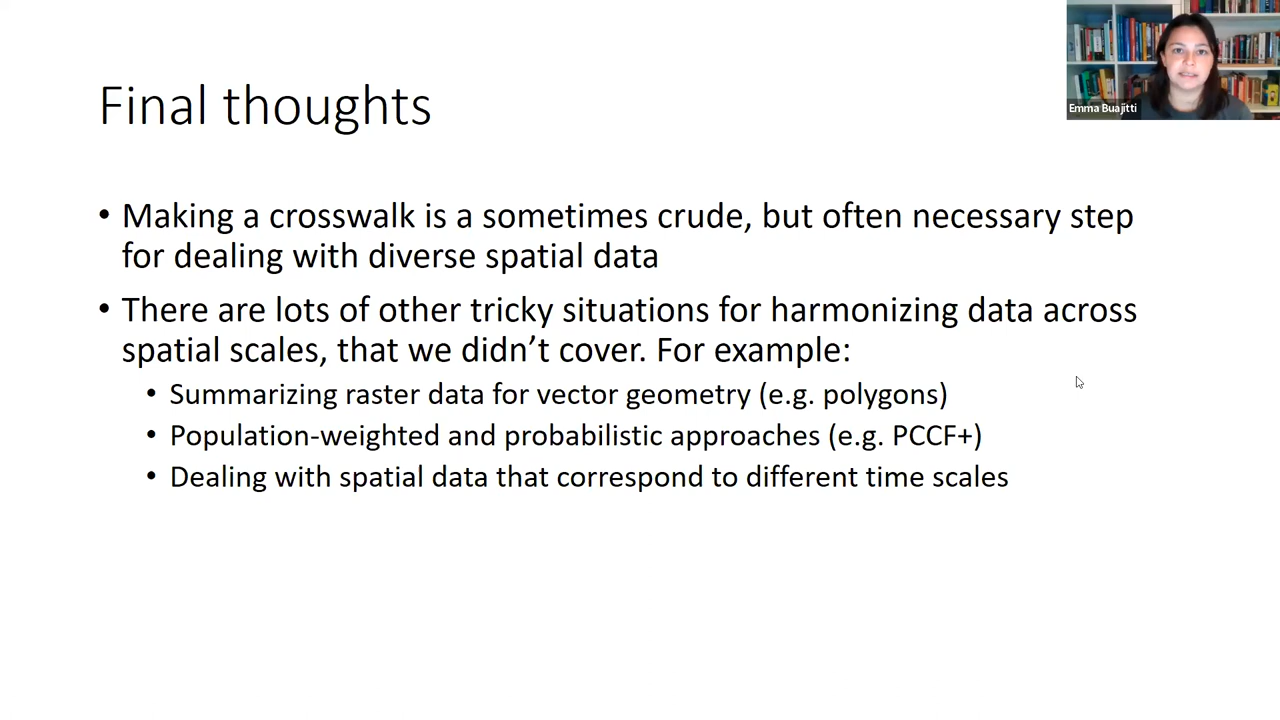 Emma Buajitti
Final thoughts
• Making a crosswalk is a sometimes crude, but often necessary step
for dealing with diverse spatial data
• There are lots of other tricky situations for harmonizing data across
spatial scales, that we didn’t cover. For example:
• Summarizing raster data for vector geometry (e.g. polygons)
• Population-weighted and probabilistic approaches (e.g. PCCF+)
• Dealing with spatial data that correspond to different time scales